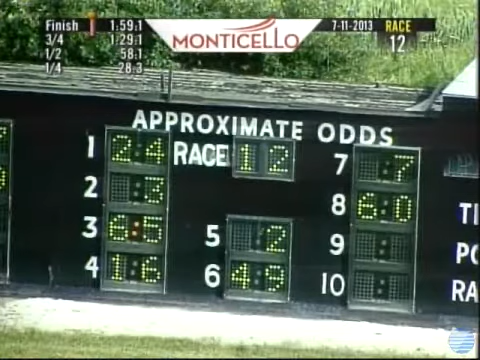 Finish 1:59:1
3/4 1:29:1
1/2 58:1
1/4 28:3
MONTICELLO
7-11-2013 RACE
12
APPROXIMATE ODDS
1 24 RACE 12 7 7
2 3 8 60
3 6:5 5 2 9
4 16 6 49 10
TI
PO
RA